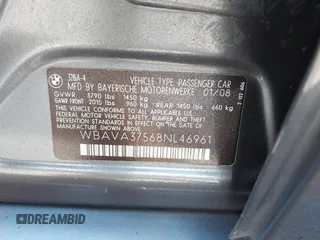 328iA-4
VEHICLE TYPE PASSENGER CAR
MFD BY BAYERISCHE MOTORENWERKE 01/08
GVWR 3790 lbs 1450 kg
GAWR FRONT 2015 lbs 960 kg REAR 1450 lbs 660 kg
THIS VEHICLE CONFORMS TO ALL APPLICABLE FEDERAL
MOTOR VEHICLE SAFETY, BUMPER, AND THEFT PREVENTION STANDARDS
IN EFFECT ON THE DATE OF MANUFACTURE SHOWN ABOVE.
WBAVA37568NL46961
DREAMBID